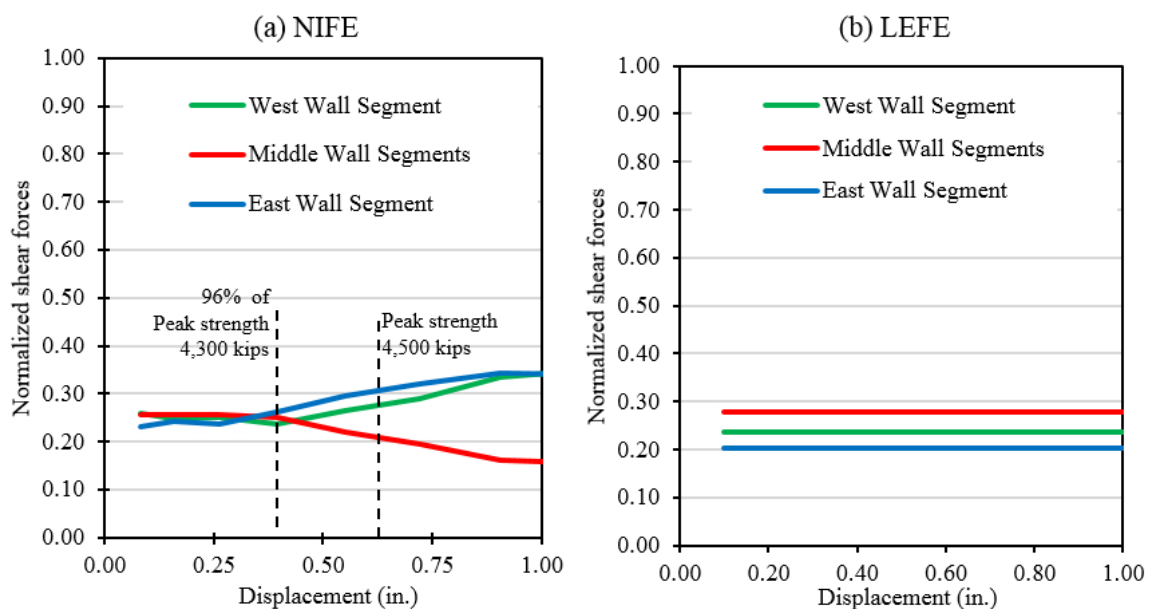 (a) NIFE
Normalized shear forces
1.00
0.90
0.80
0.70
0.60
0.50
0.40
0.30
0.20
0.10
0.00
West Wall Segment
Middle Wall Segments
East Wall Segment
96% of
Peak strength
4,300 kips
Peak strength
4,500 kips
0.00 0.25 0.50 0.75 1.00
Displacement (in.)
(b) LEFE
Normalized shear forces
1.00
0.90
0.80
0.70
0.60
0.50
0.40
0.30
0.20
0.10
0.00
West Wall Segment
Middle Wall Segments
East Wall Segment
0.00 0.20 0.40 0.60 0.80 1.00
Displacement (in.)